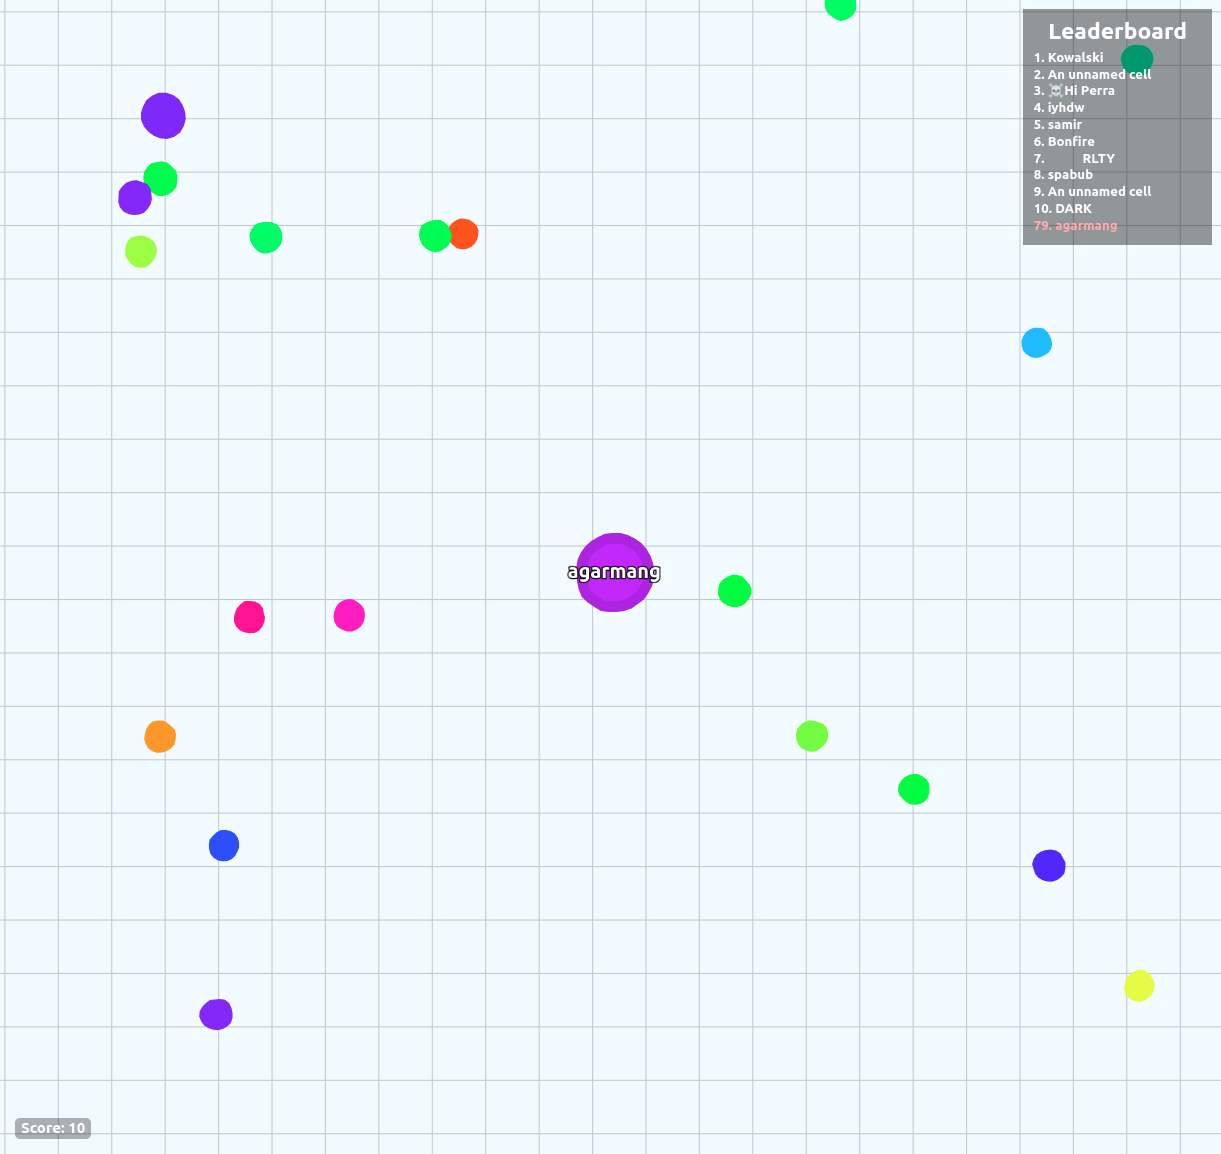 Leaderboard
1. Kowalski
2. An unnamed cell
3. ☠️Hi Perra
4. iyhdw
5. samir
6. Bonfire
7. RLTY
8. spabub
9. An unnamed cell
10. DARK
79. agarmang
agarmang
Score: 10